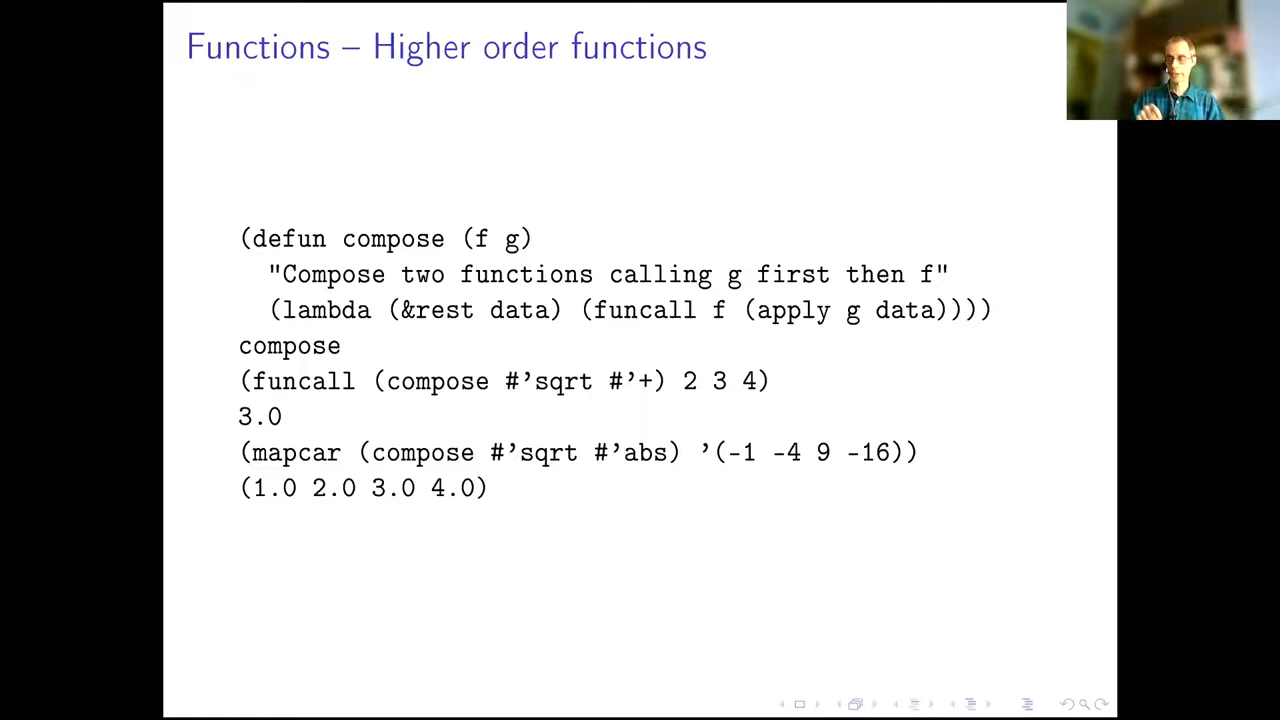 Functions – Higher order functions
(defun compose (f g)
"Compose two functions calling g first then f"
(lambda (&rest data) (funcall f (apply g data))))
compose
(funcall (compose #’sqrt #’+) 2 3 4)
3.0
(mapcar (compose #’sqrt #’abs) ’(-1 -4 9 -16))
(1.0 2.0 3.0 4.0)